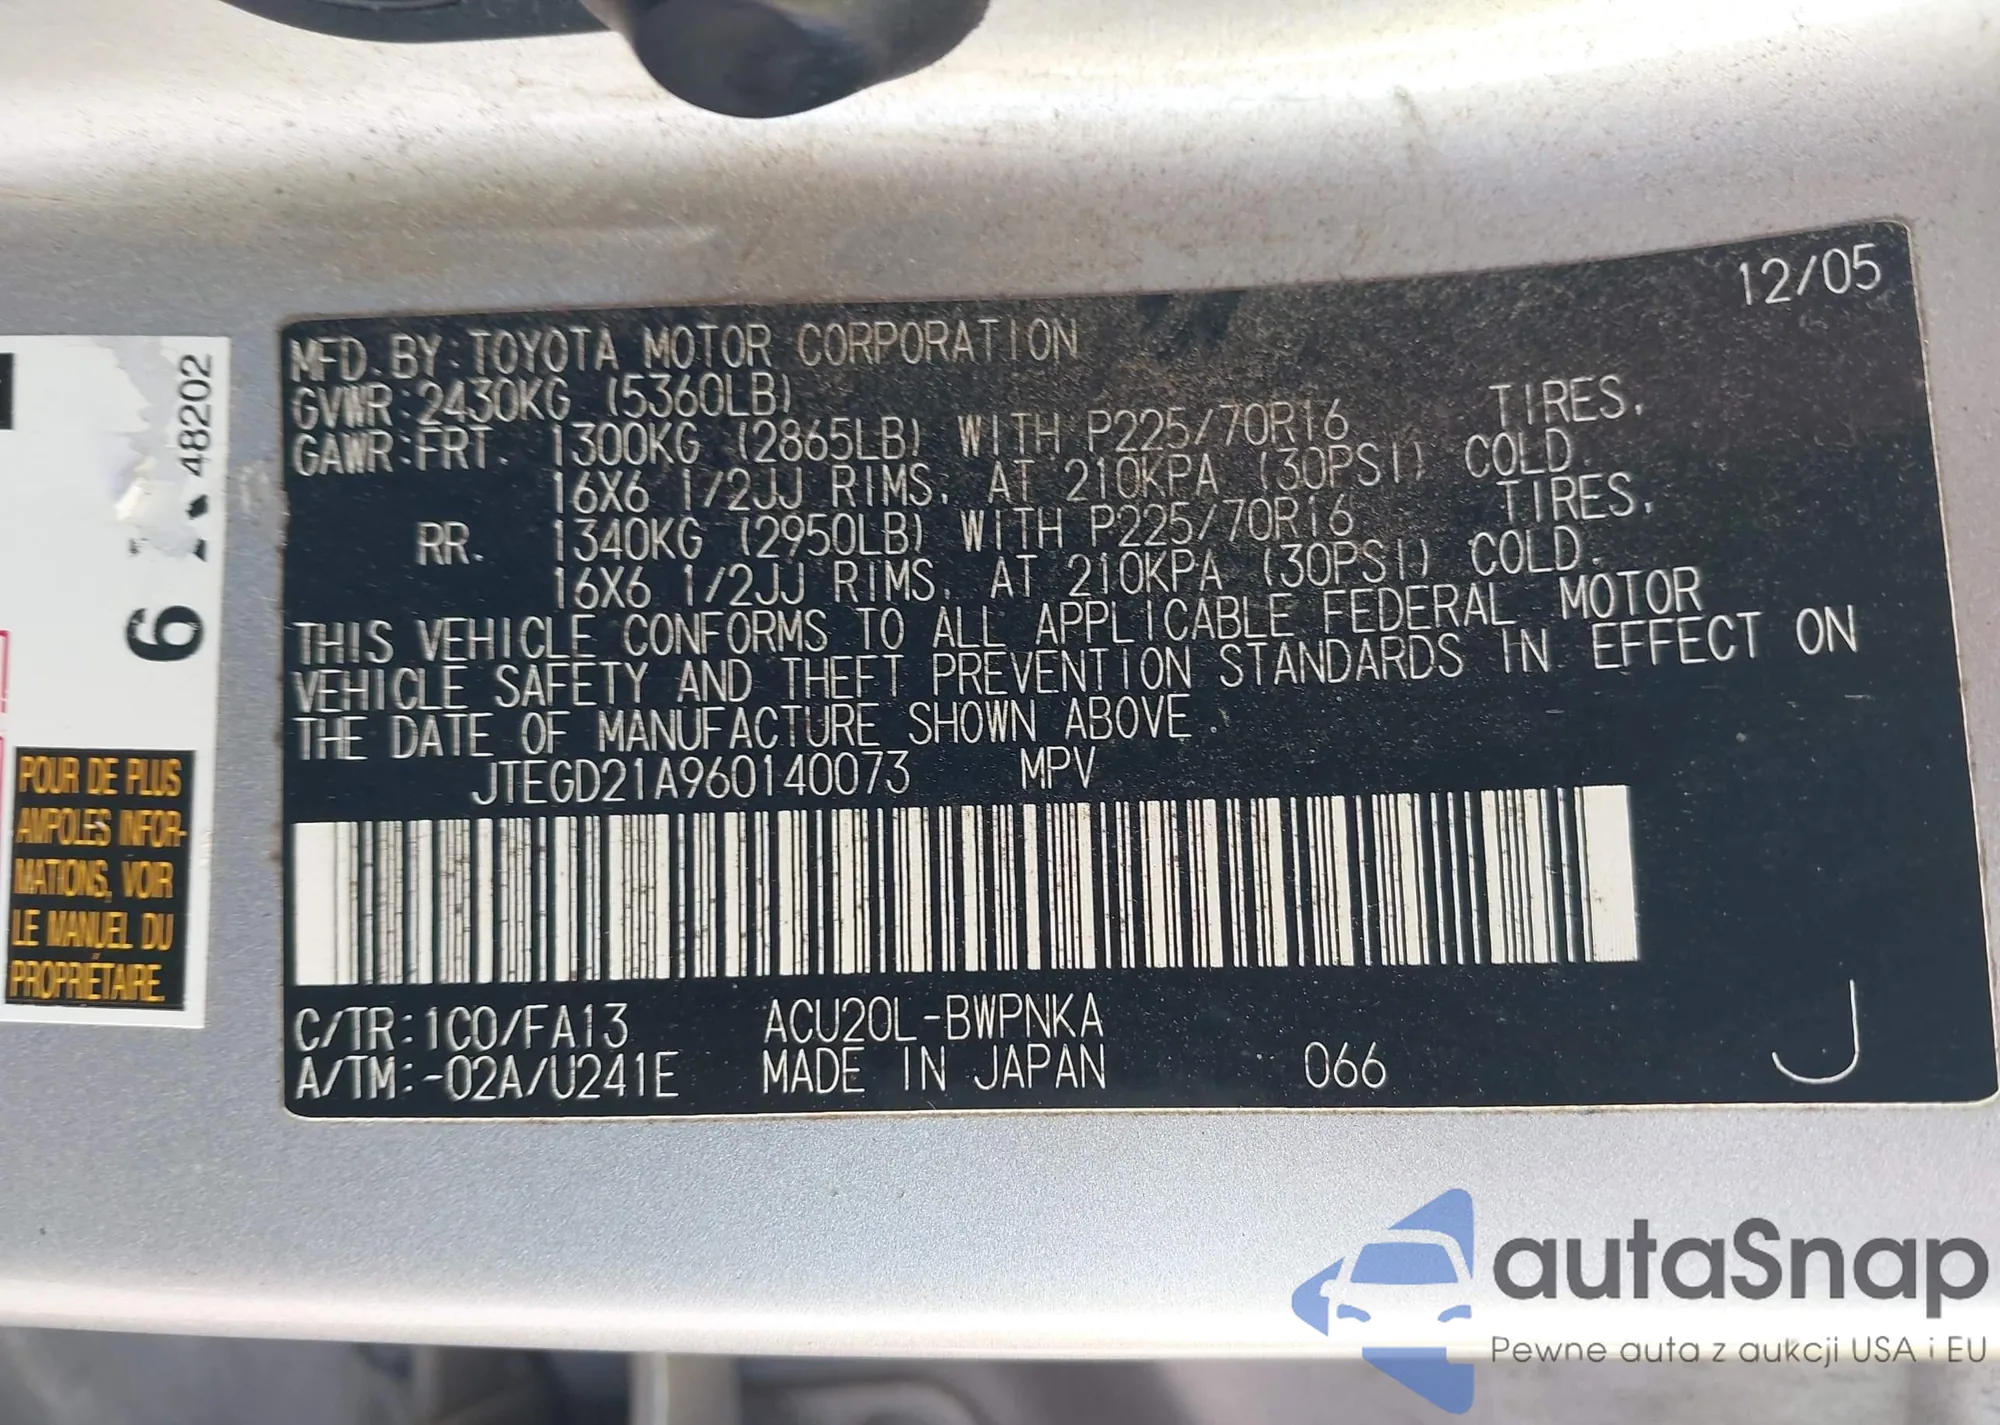 12/05
MFD. BY:TOYOTA MOTOR CORPORATION
GVWR:2430KG (5360LB)
GAWR:FRT. 1300KG (2865LB) WITH P225/70R16 TIRES,
16X6 1/2JJ RIMS, AT 210KPA (30PSI) COLD.
RR. 1340KG (2950LB) WITH P225/70R16 TIRES,
16X6 1/2JJ RIMS, AT 210KPA (30PSI) COLD.
THIS VEHICLE CONFORMS TO ALL APPLICABLE FEDERAL MOTOR
VEHICLE SAFETY AND THEFT PREVENTION STANDARDS IN EFFECT ON
THE DATE OF MANUFACTURE SHOWN ABOVE.
JTEGD21A960140073 MPV
C/TR:1C0/FA13 ACU20L-BWPNKA
A/TM:-02A/U241E MADE IN JAPAN 066 J
48202
6
POUR DE PLUS
AMPOLES INFOR-
MATIONS, VOIR
LE MANUEL DU
PROPRIÉTAIRE.
autaSnap
Pewne auta z aukcji USA i EU